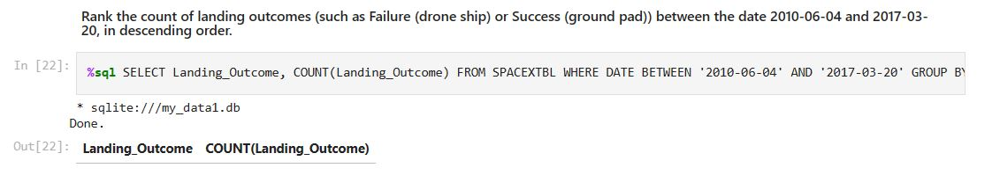 Rank the count of landing outcomes (such as Failure (drone ship) or Success (ground pad)) between the date 2010-06-04 and 2017-03-
20, in descending order.
In [22]: %sql SELECT Landing_Outcome, COUNT(Landing_Outcome) FROM SPACEXTBL WHERE DATE BETWEEN '2010-06-04' AND '2017-03-20' GROUP BY
* sqlite:///my_data1.db
Done.
Out[22]: Landing_Outcome COUNT(Landing_Outcome)